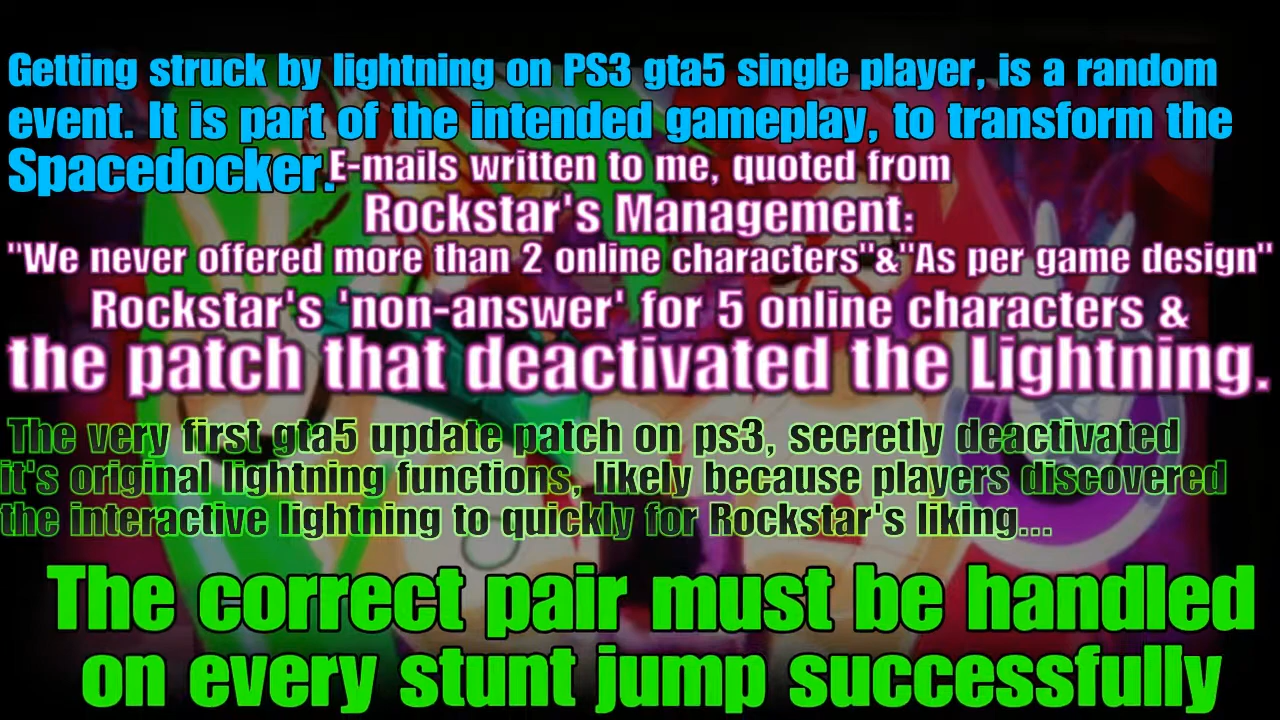 Getting struck by lightning on PS3 gta5 single player, is a random
event. It is part of the intended gameplay, to transform the
Spacedocker.
E-mails written to me, quoted from
Rockstar's Management:
"We never offered more than 2 online characters"&"As per game design"
Rockstar's 'non-answer' for 5 online characters &
the patch that deactivated the Lightning.
The very first gta5 update patch on ps3, secretly deactivated
it's original lightning functions, likely because players discovered
the interactive lightning to quickly for Rockstar's liking...
The correct pair must be handled
on every stunt jump successfully